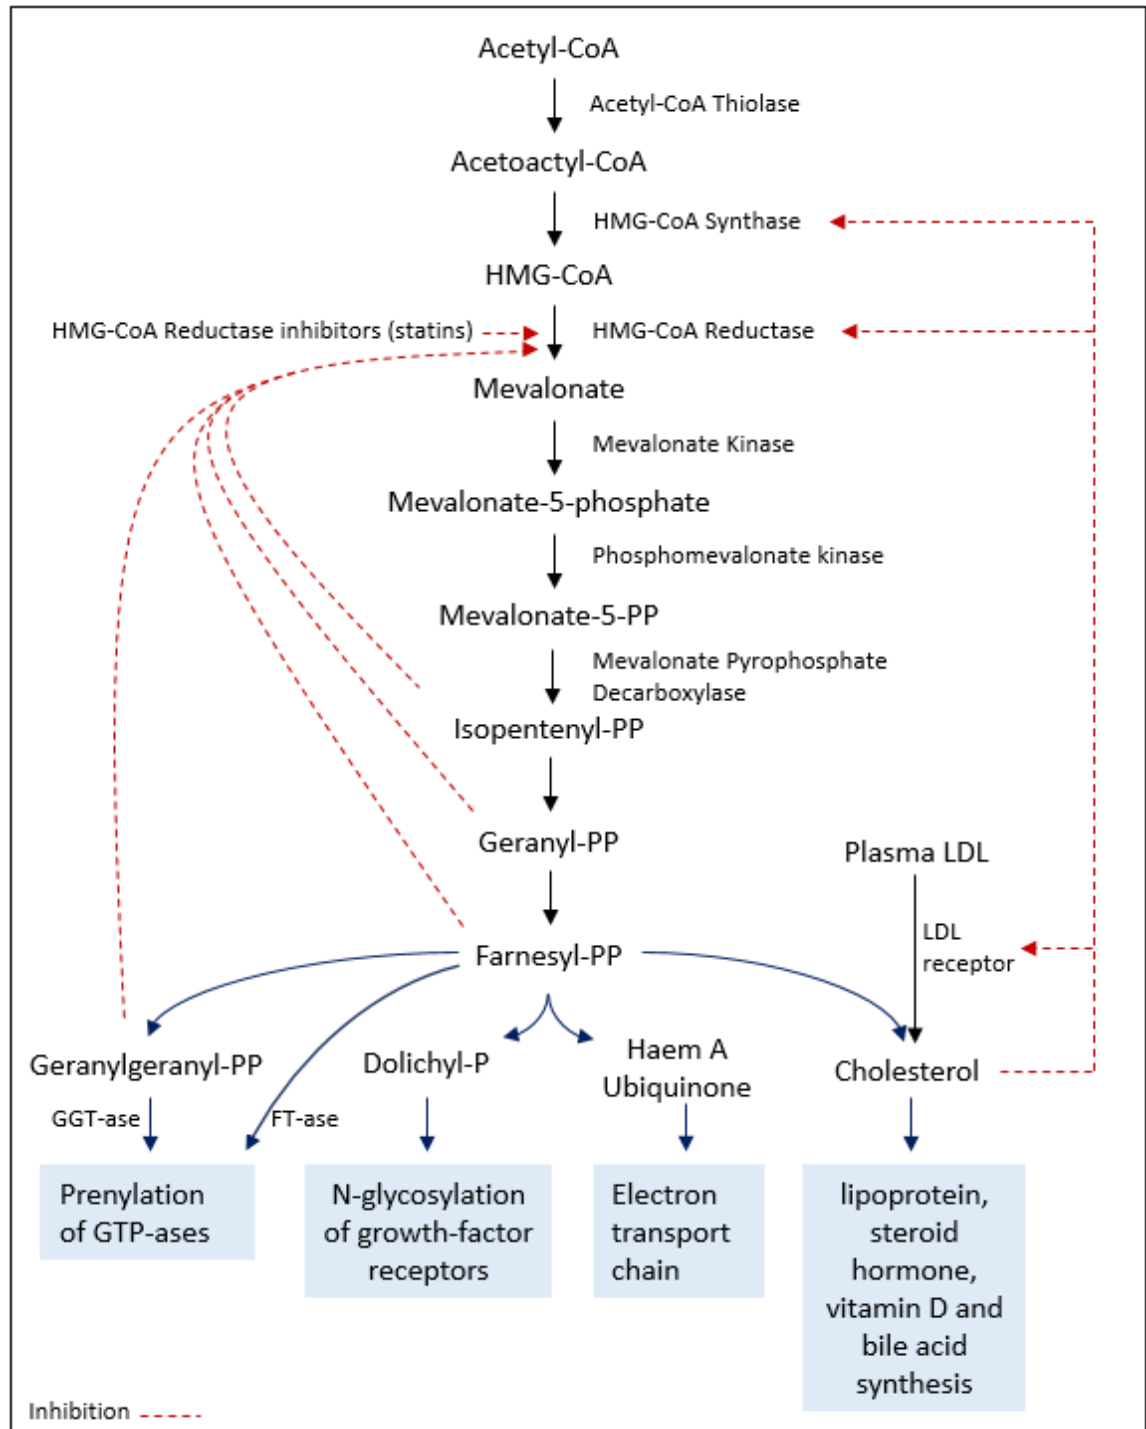 Acetyl-CoA
Acetyl-CoA Thiolase
Acetoactyl-CoA
HMG-CoA Synthase
HMG-CoA
HMG-CoA Reductase inhibitors (statins)
HMG-CoA Reductase
Mevalonate
Mevalonate Kinase
Mevalonate-5-phosphate
Phosphomevalonate kinase
Mevalonate-5-PP
Mevalonate Pyrophosphate
Decarboxylase
Isopentenyl-PP
Geranyl-PP
Plasma LDL
LDL
receptor
Farnesyl-PP
Geranylgeranyl-PP
Dolichyl-P
Haem A
Ubiquinone
Cholesterol
GGT-ase
FT-ase
Prenylation
of GTP-ases
N-glycosylation
of growth-factor
receptors
Electron
transport
chain
lipoprotein,
steroid
hormone,
vitamin D and
bile acid
synthesis
Inhibition